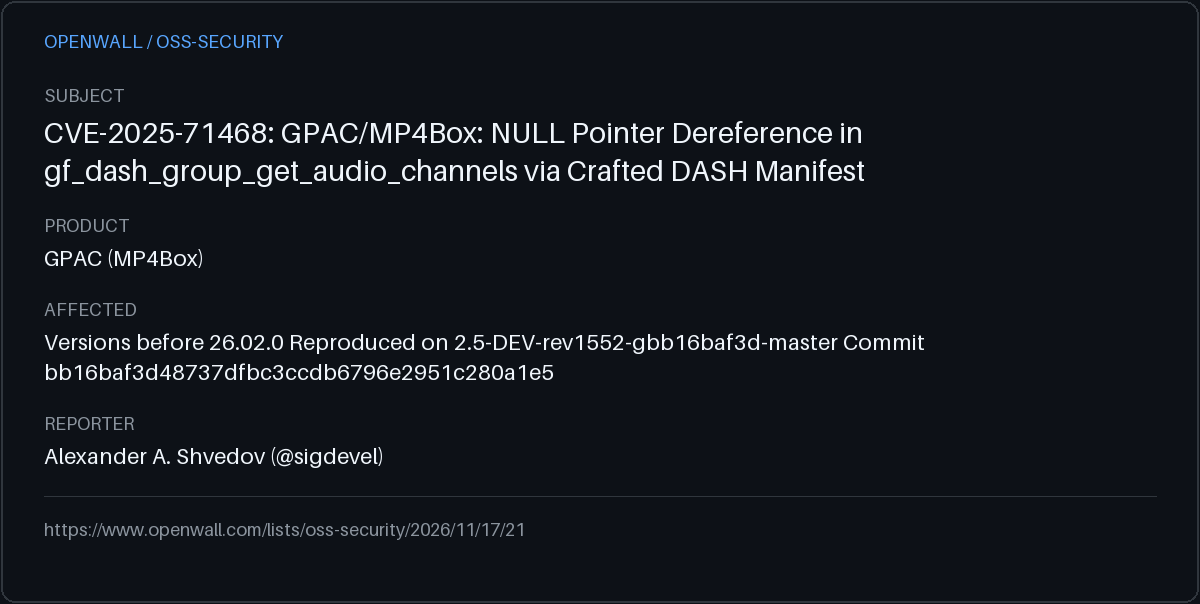 OPENWALL / OSS-SECURITY
SUBJECT
CVE-2025-71468: GPAC/MP4Box: NULL Pointer Dereference in
gf_dash_group_get_audio_channels via Crafted DASH Manifest
PRODUCT
GPAC (MP4Box)
AFFECTED
Versions before 26.02.0 Reproduced on 2.5-DEV-rev1552-gbb16baf3d-master Commit
bb16baf3d48737dfbc3ccdb6796e2951c280a1e5
REPORTER
Alexander A. Shvedov (@sigdevel)
https://www.openwall.com/lists/oss-security/2026/11/17/21